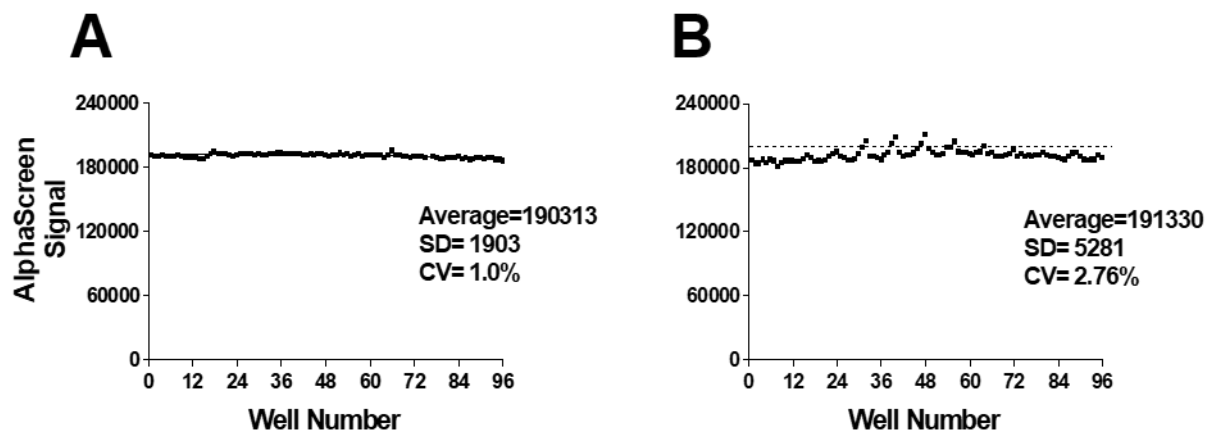 A
240000
180000
120000
60000
0
AlphaScreen
Signal
Average=190313
SD= 1903
CV= 1.0%
0 12 24 36 48 60 72 84 96
Well Number
B
240000
180000
120000
60000
0
Average=191330
SD= 5281
CV= 2.76%
0 12 24 36 48 60 72 84 96
Well Number